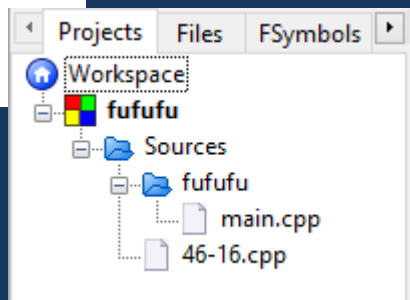 Projects Files FSymbols
Workspace
fufufu
Sources
fufufu
main.cpp
46-16.cpp